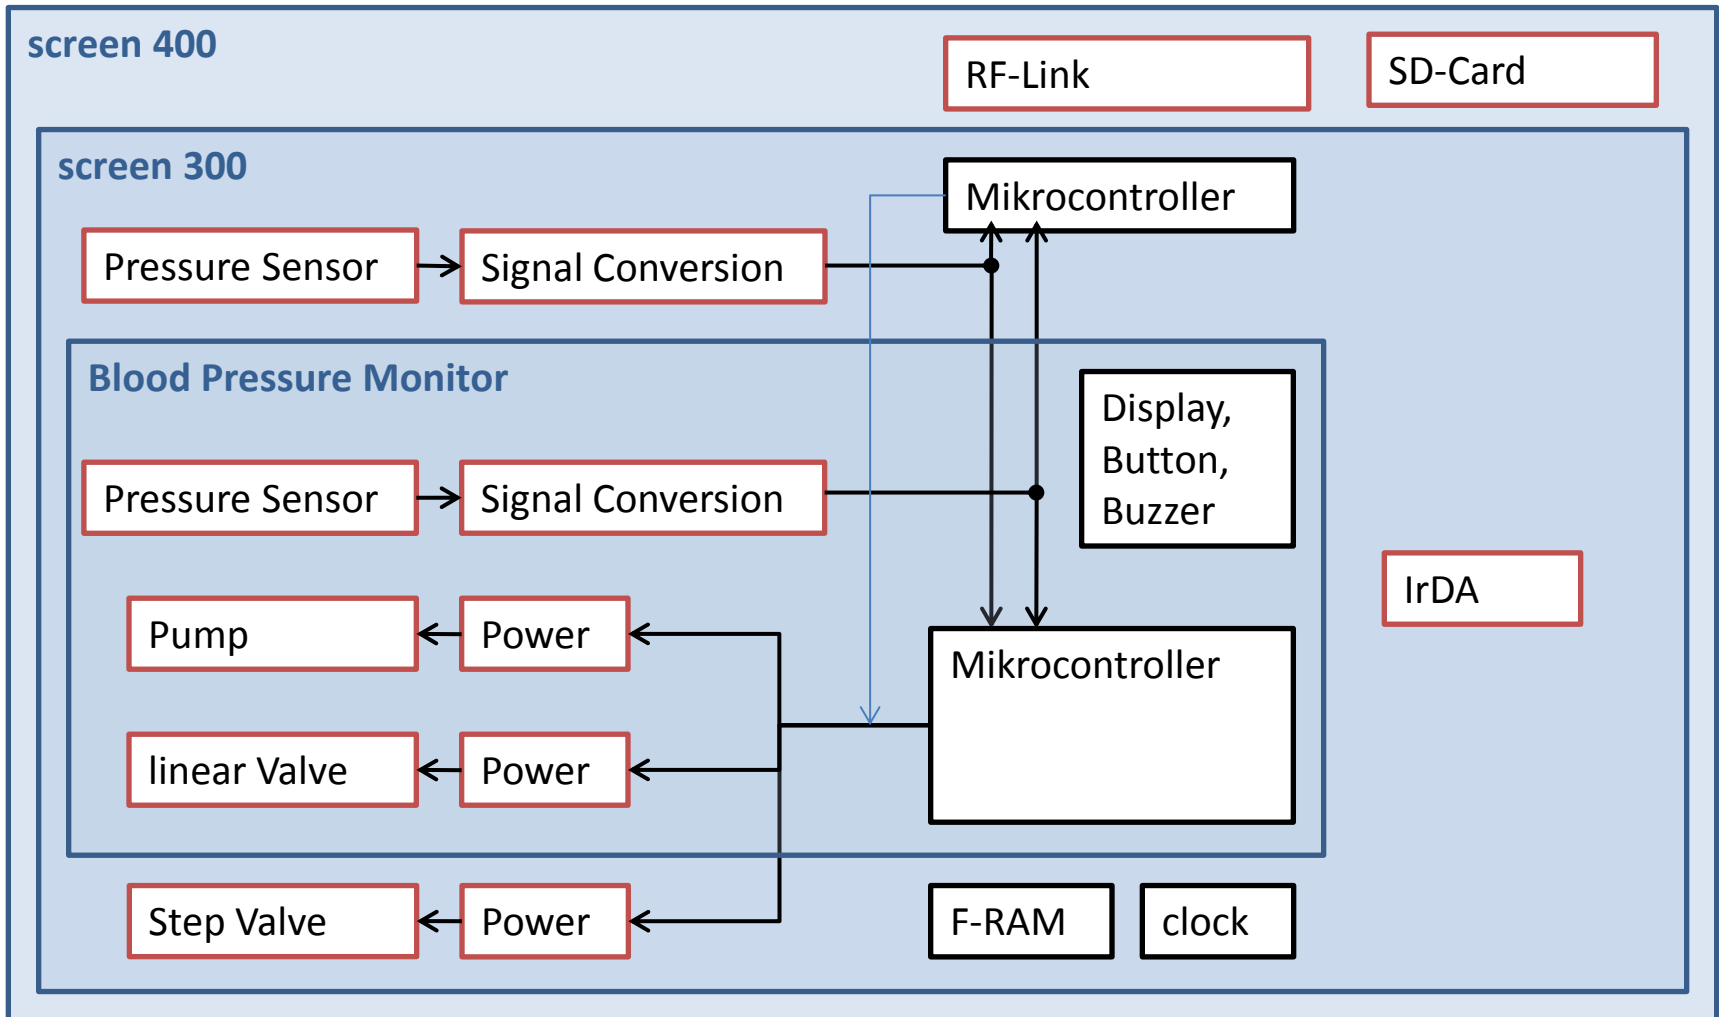 screen 400
RF-Link
SD-Card
screen 300
Mikrocontroller
Pressure Sensor
Signal Conversion
Blood Pressure Monitor
Display,
Button,
Buzzer
Pressure Sensor
Signal Conversion
IrDA
Pump
Power
Mikrocontroller
linear Valve
Power
Step Valve
Power
F-RAM
clock